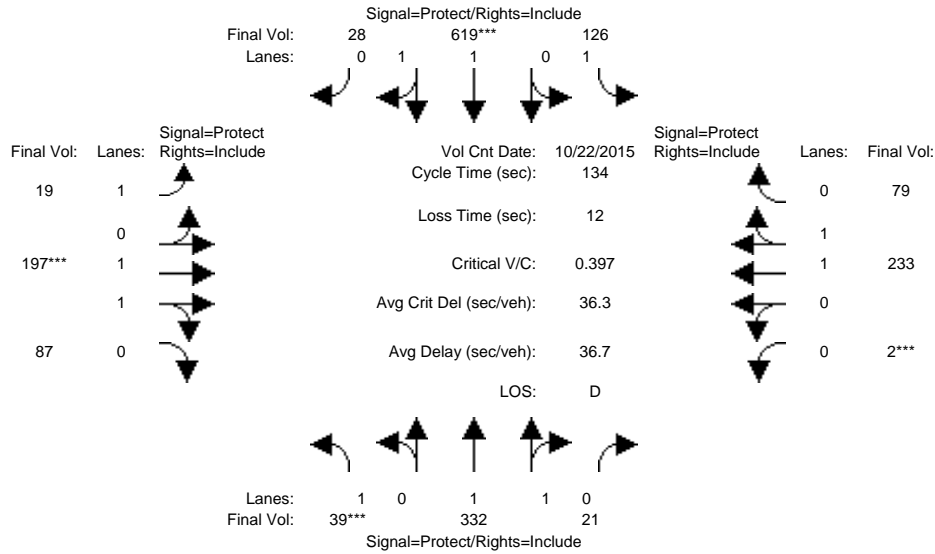 Signal=Protect/Rights=Include
Final Vol: 28 619*** 126
Lanes: 0 1 1 0 1
Signal=Protect
Final Vol: Lanes: Rights=Include
Vol Cnt Date: 10/22/2015
Signal=Protect
Rights=Include Lanes: Final Vol:
Cycle Time (sec): 134
19 1
0 79
Loss Time (sec): 12
0
1
197*** 1
Critical V/C: 0.397
1 233
1
Avg Crit Del (sec/veh): 36.3
0
87 0
Avg Delay (sec/veh): 36.7
0 2***
LOS: D
Lanes: 1 0 1 1 0
Final Vol: 39*** 332 21
Signal=Protect/Rights=Include